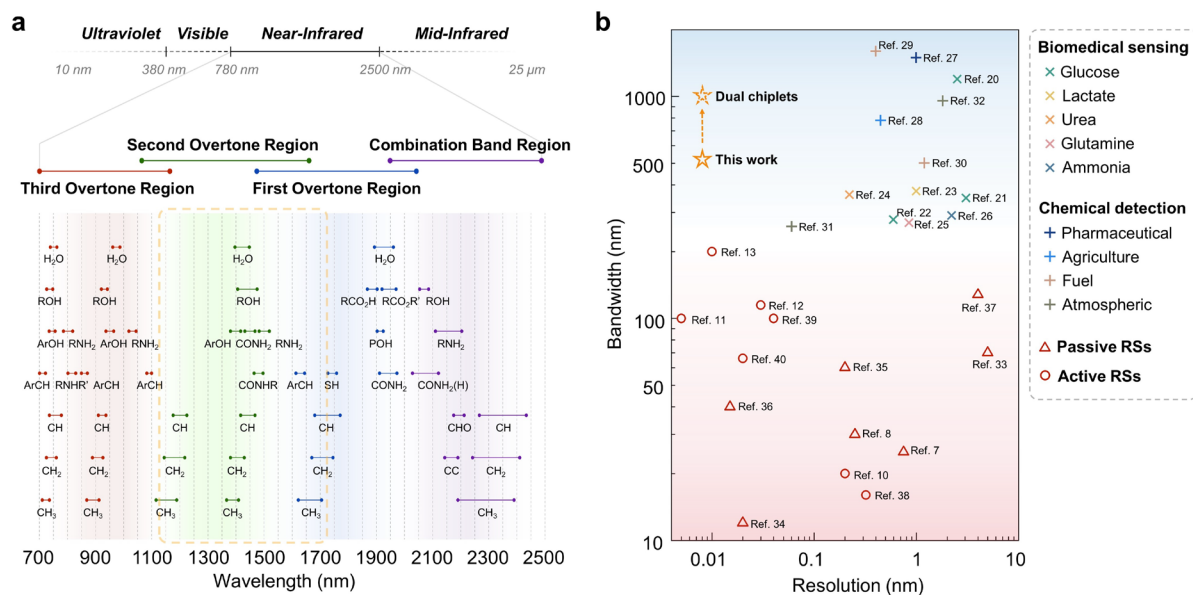 a
Ultraviolet Visible Near-Infrared Mid-Infrared
10 nm 380 nm 780 nm 2500 nm 25 μm
Second Overtone Region Combination Band Region
Third Overtone Region First Overtone Region
H₂O H₂O H₂O H₂O
ROH ROH ROH RCO₂H RCO₂R' ROH
ArOH RNH₂ ArOH RNH₂ ArOH CONH₂ RNH₂ POH RNH₂
ArCH RNHR' ArCH ArCH CONHR ArCH SH CONH₂ CONH₂(H)
CH CH CH CH CH CHO CH
CH₂ CH₂ CH₂ CH₂ CH₂ CC CH₂
CH₃ CH₃ CH₃ CH₃ CH₃ CH₃
700 900 1100 1300 1500 1700 1900 2100 2300 2500
Wavelength (nm)
b
Bandwidth (nm)
1000
500
100
50
10
0.01 0.1 1 10
Resolution (nm)
Ref. 29
Ref. 27
Ref. 20
Dual chiplets
Ref. 32
Ref. 28
This work
Ref. 30
Ref. 24
Ref. 23
Ref. 21
Ref. 22
Ref. 26
Ref. 25
Ref. 31
Ref. 13
Ref. 37
Ref. 12
Ref. 11
Ref. 39
Ref. 40
Ref. 33
Ref. 35
Ref. 36
Ref. 8
Ref. 7
Ref. 10
Ref. 38
Ref. 34
Biomedical sensing
Glucose
Lactate
Urea
Glutamine
Ammonia
Chemical detection
Pharmaceutical
Agriculture
Fuel
Atmospheric
Passive RSs
Active RSs